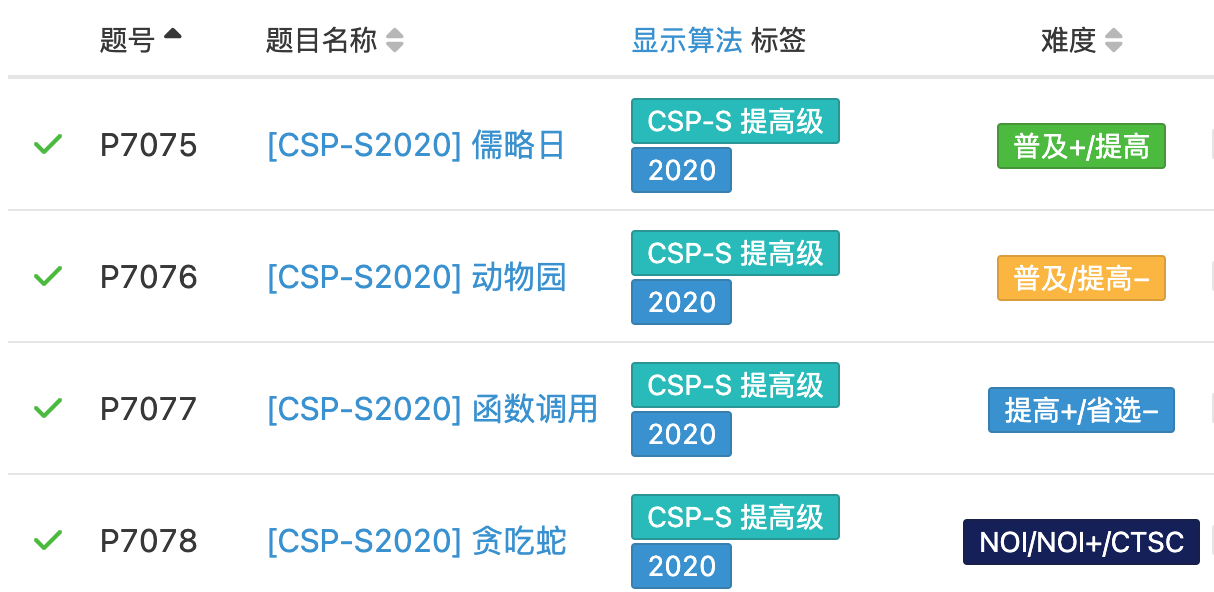 题号 题目名称 显示算法 标签 难度
P7075 [CSP-S2020] 儒略日 CSP-S 提高级 2020 普及+/提高
P7076 [CSP-S2020] 动物园 CSP-S 提高级 2020 普及/提高−
P7077 [CSP-S2020] 函数调用 CSP-S 提高级 2020 提高+/省选−
P7078 [CSP-S2020] 贪吃蛇 CSP-S 提高级 2020 NOI/NOI+/CTSC